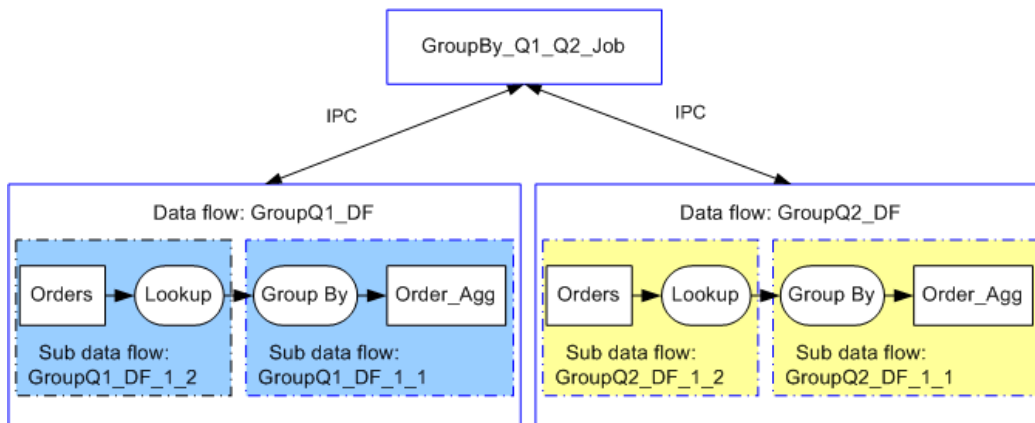 GroupBy_Q1_Q2_Job
IPC
IPC
Data flow: GroupQ1_DF
Orders
Lookup
Group By
Order_Agg
Sub data flow:
GroupQ1_DF_1_2
Sub data flow:
GroupQ1_DF_1_1
Data flow: GroupQ2_DF
Orders
Lookup
Group By
Order_Agg
Sub data flow:
GroupQ2_DF_1_2
Sub data flow:
GroupQ2_DF_1_1